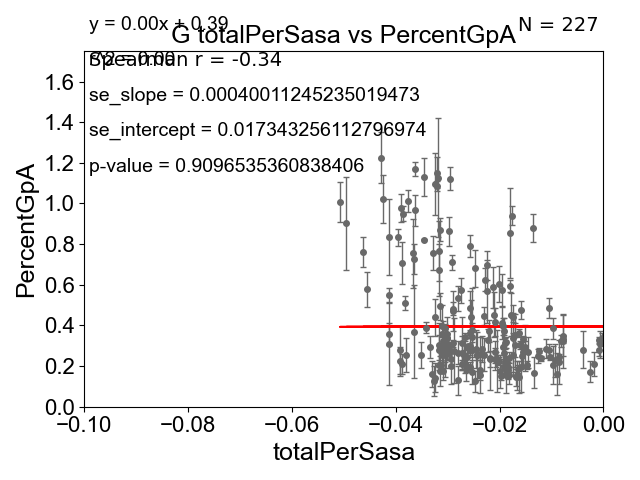 y = 0.00x + 0.39
N = 227
G totalPerSasa vs PercentGpA
Spearman r = -0.34
se_slope = 0.00040011245235019473
se_intercept = 0.017343256112796974
p-value = 0.9096535360838406
PercentGpA
1.6
1.4
1.2
1.0
0.8
0.6
0.4
0.2
0.0
−0.10
−0.08
−0.06
−0.04
−0.02
0.00
totalPerSasa